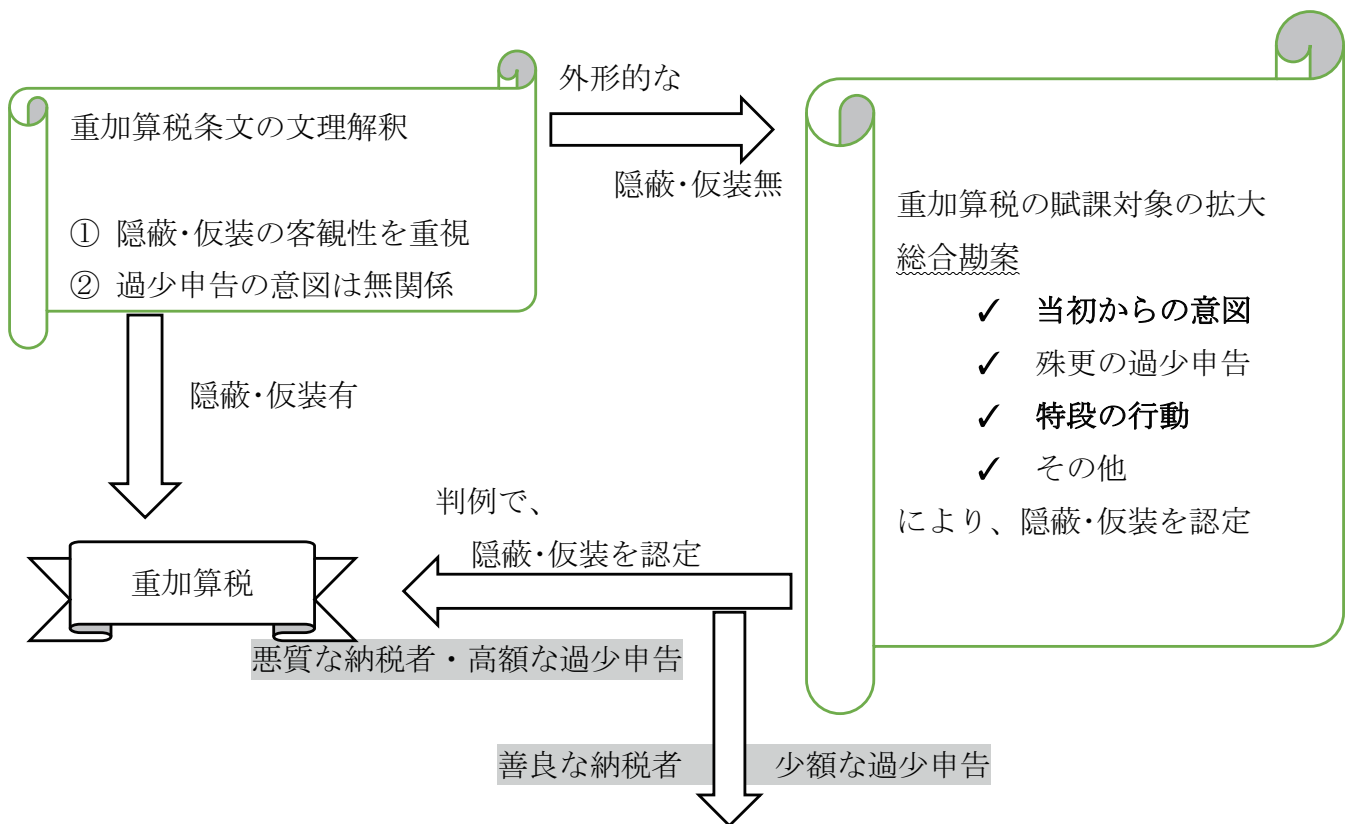 外形的な
隠蔽･仮装無
重加算税条文の文理解釈
① 隠蔽･仮装の客観性を重視
② 過少申告の意図は無関係
重加算税の賦課対象の拡大
総合勘案
✓ 当初からの意図
✓ 殊更の過少申告
✓ 特段の行動
✓ その他
により、隠蔽･仮装を認定
隠蔽･仮装有
判例で、
隠蔽･仮装を認定
重加算税
悪質な納税者・高額な過少申告
善良な納税者 少額な過少申告